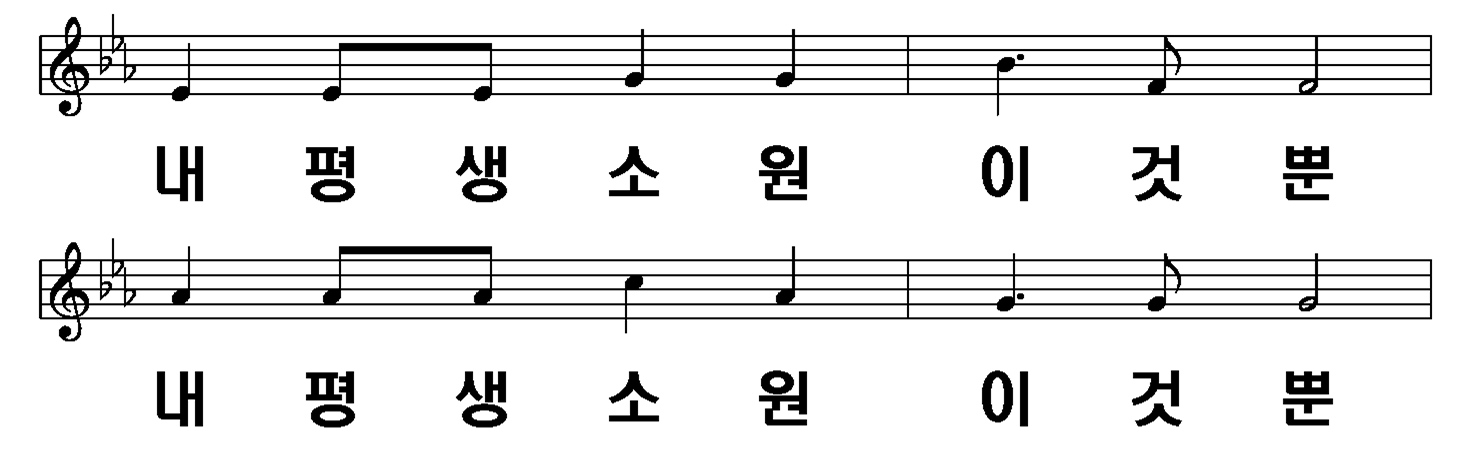 내 평 생 소 원 이 것 뿐
내 평 생 소 원 이 것 뿐